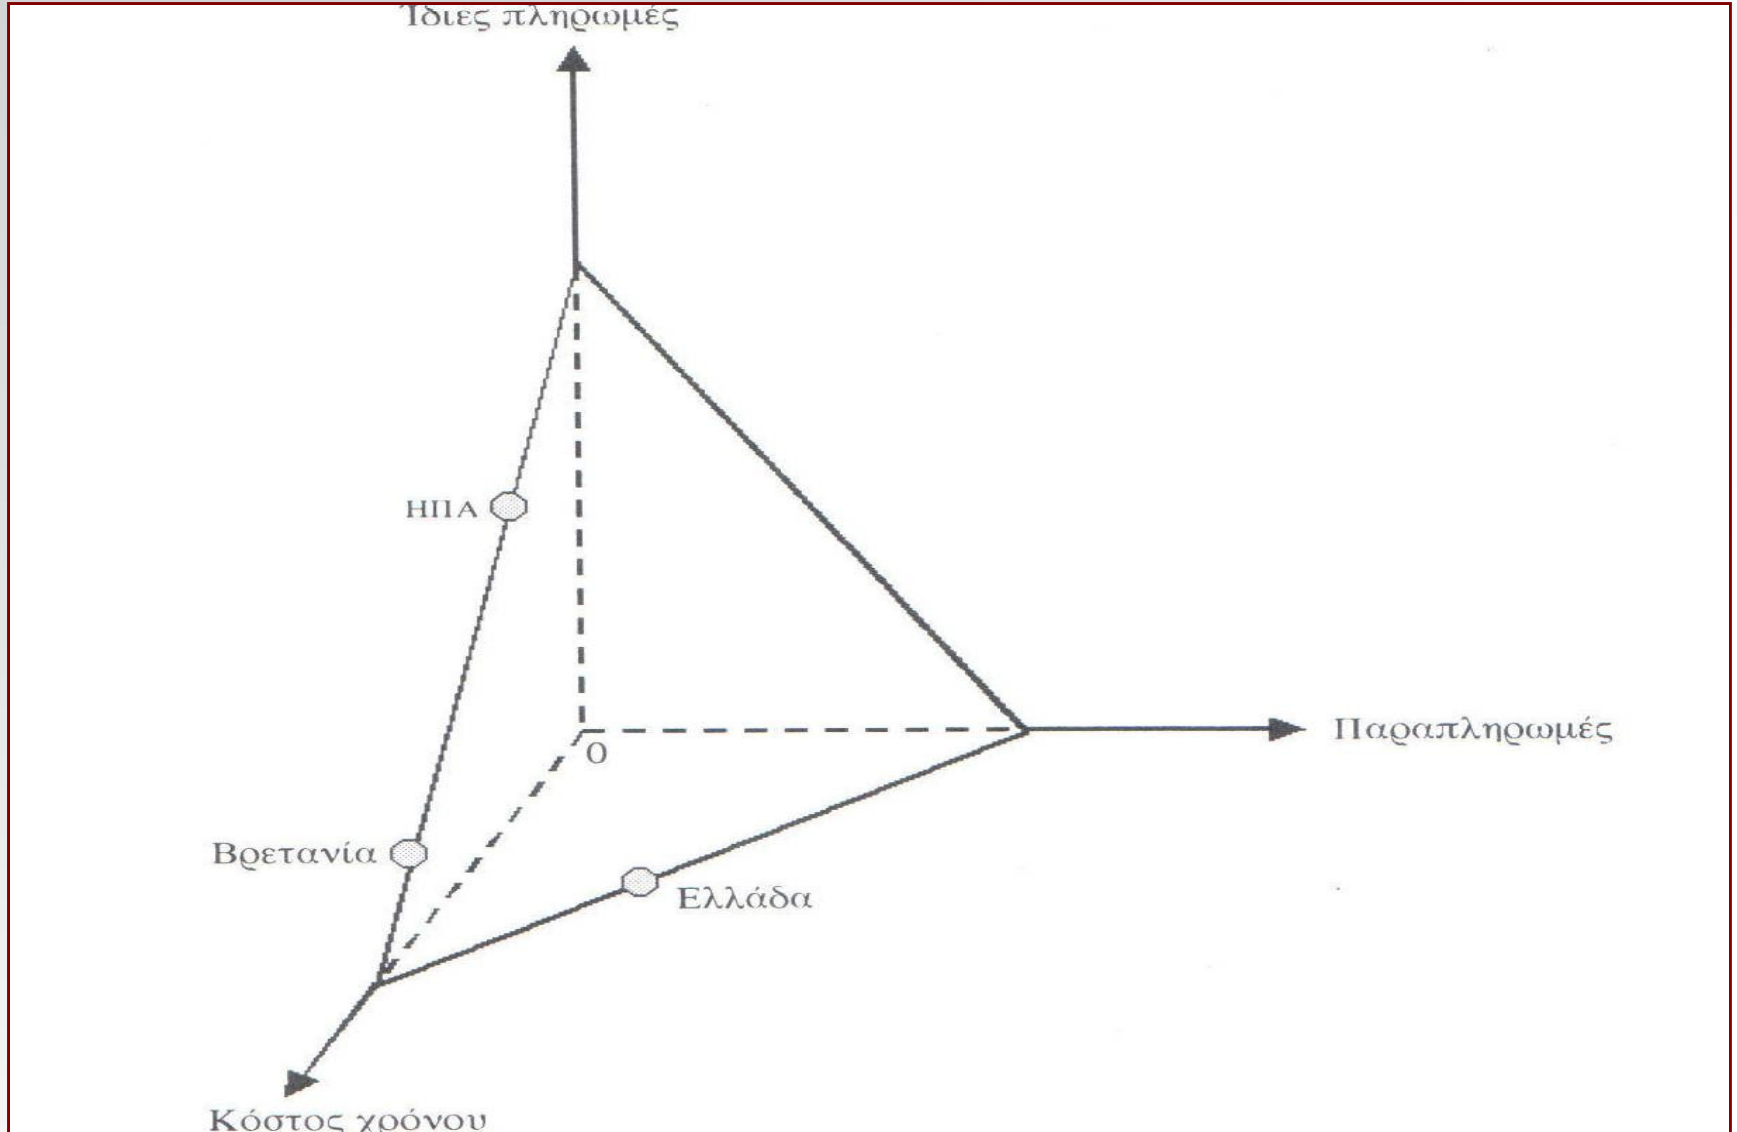 Ίδιες πληρωμές
ΗΠΑ
Παραπληρωμές
0
Βρετανία
Ελλάδα
Κόστος χρόνου